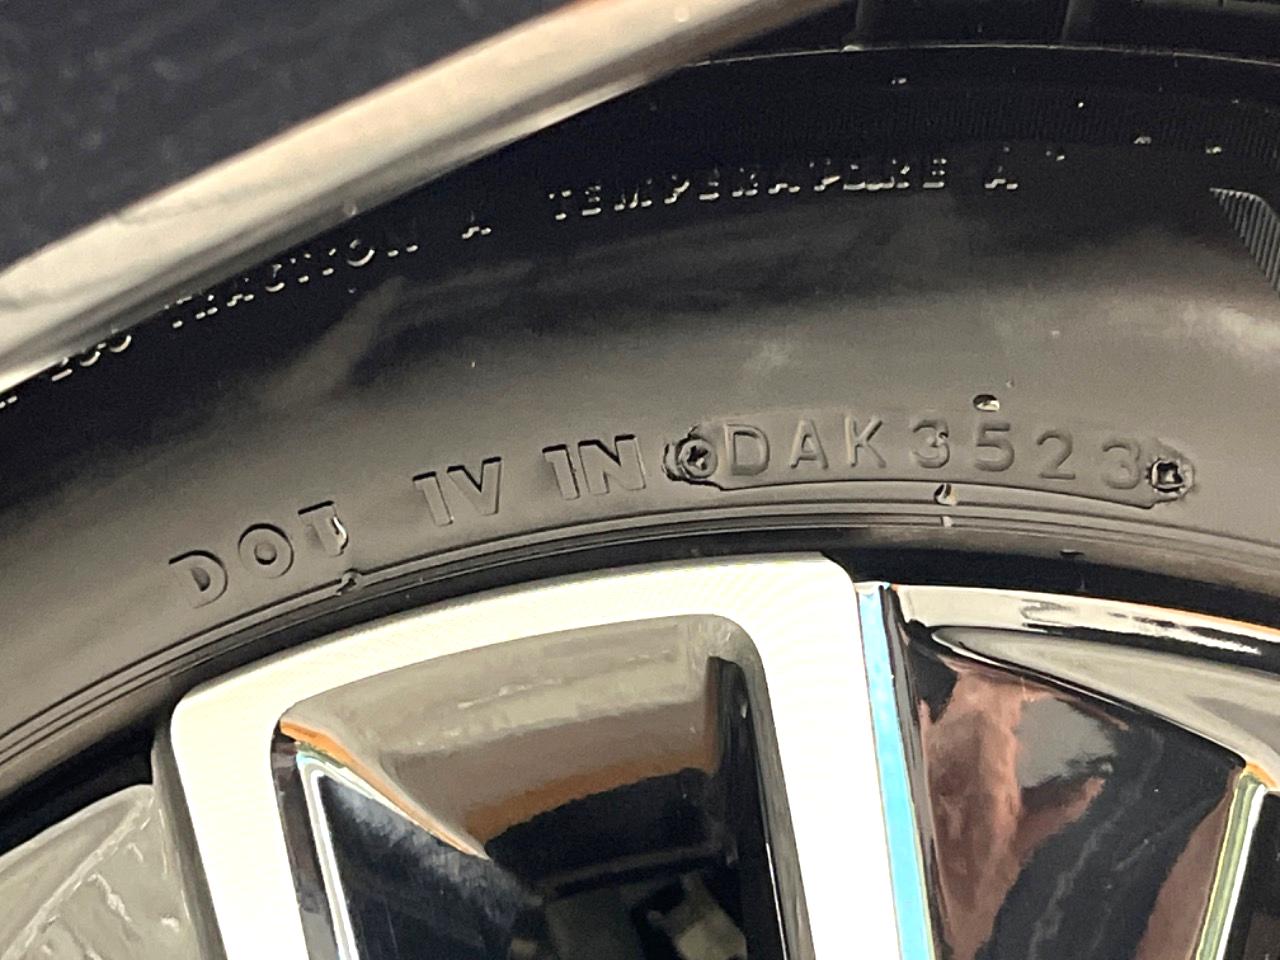 TRACTION A TEMPERATURE A
DOT 1V 1N DAK3523